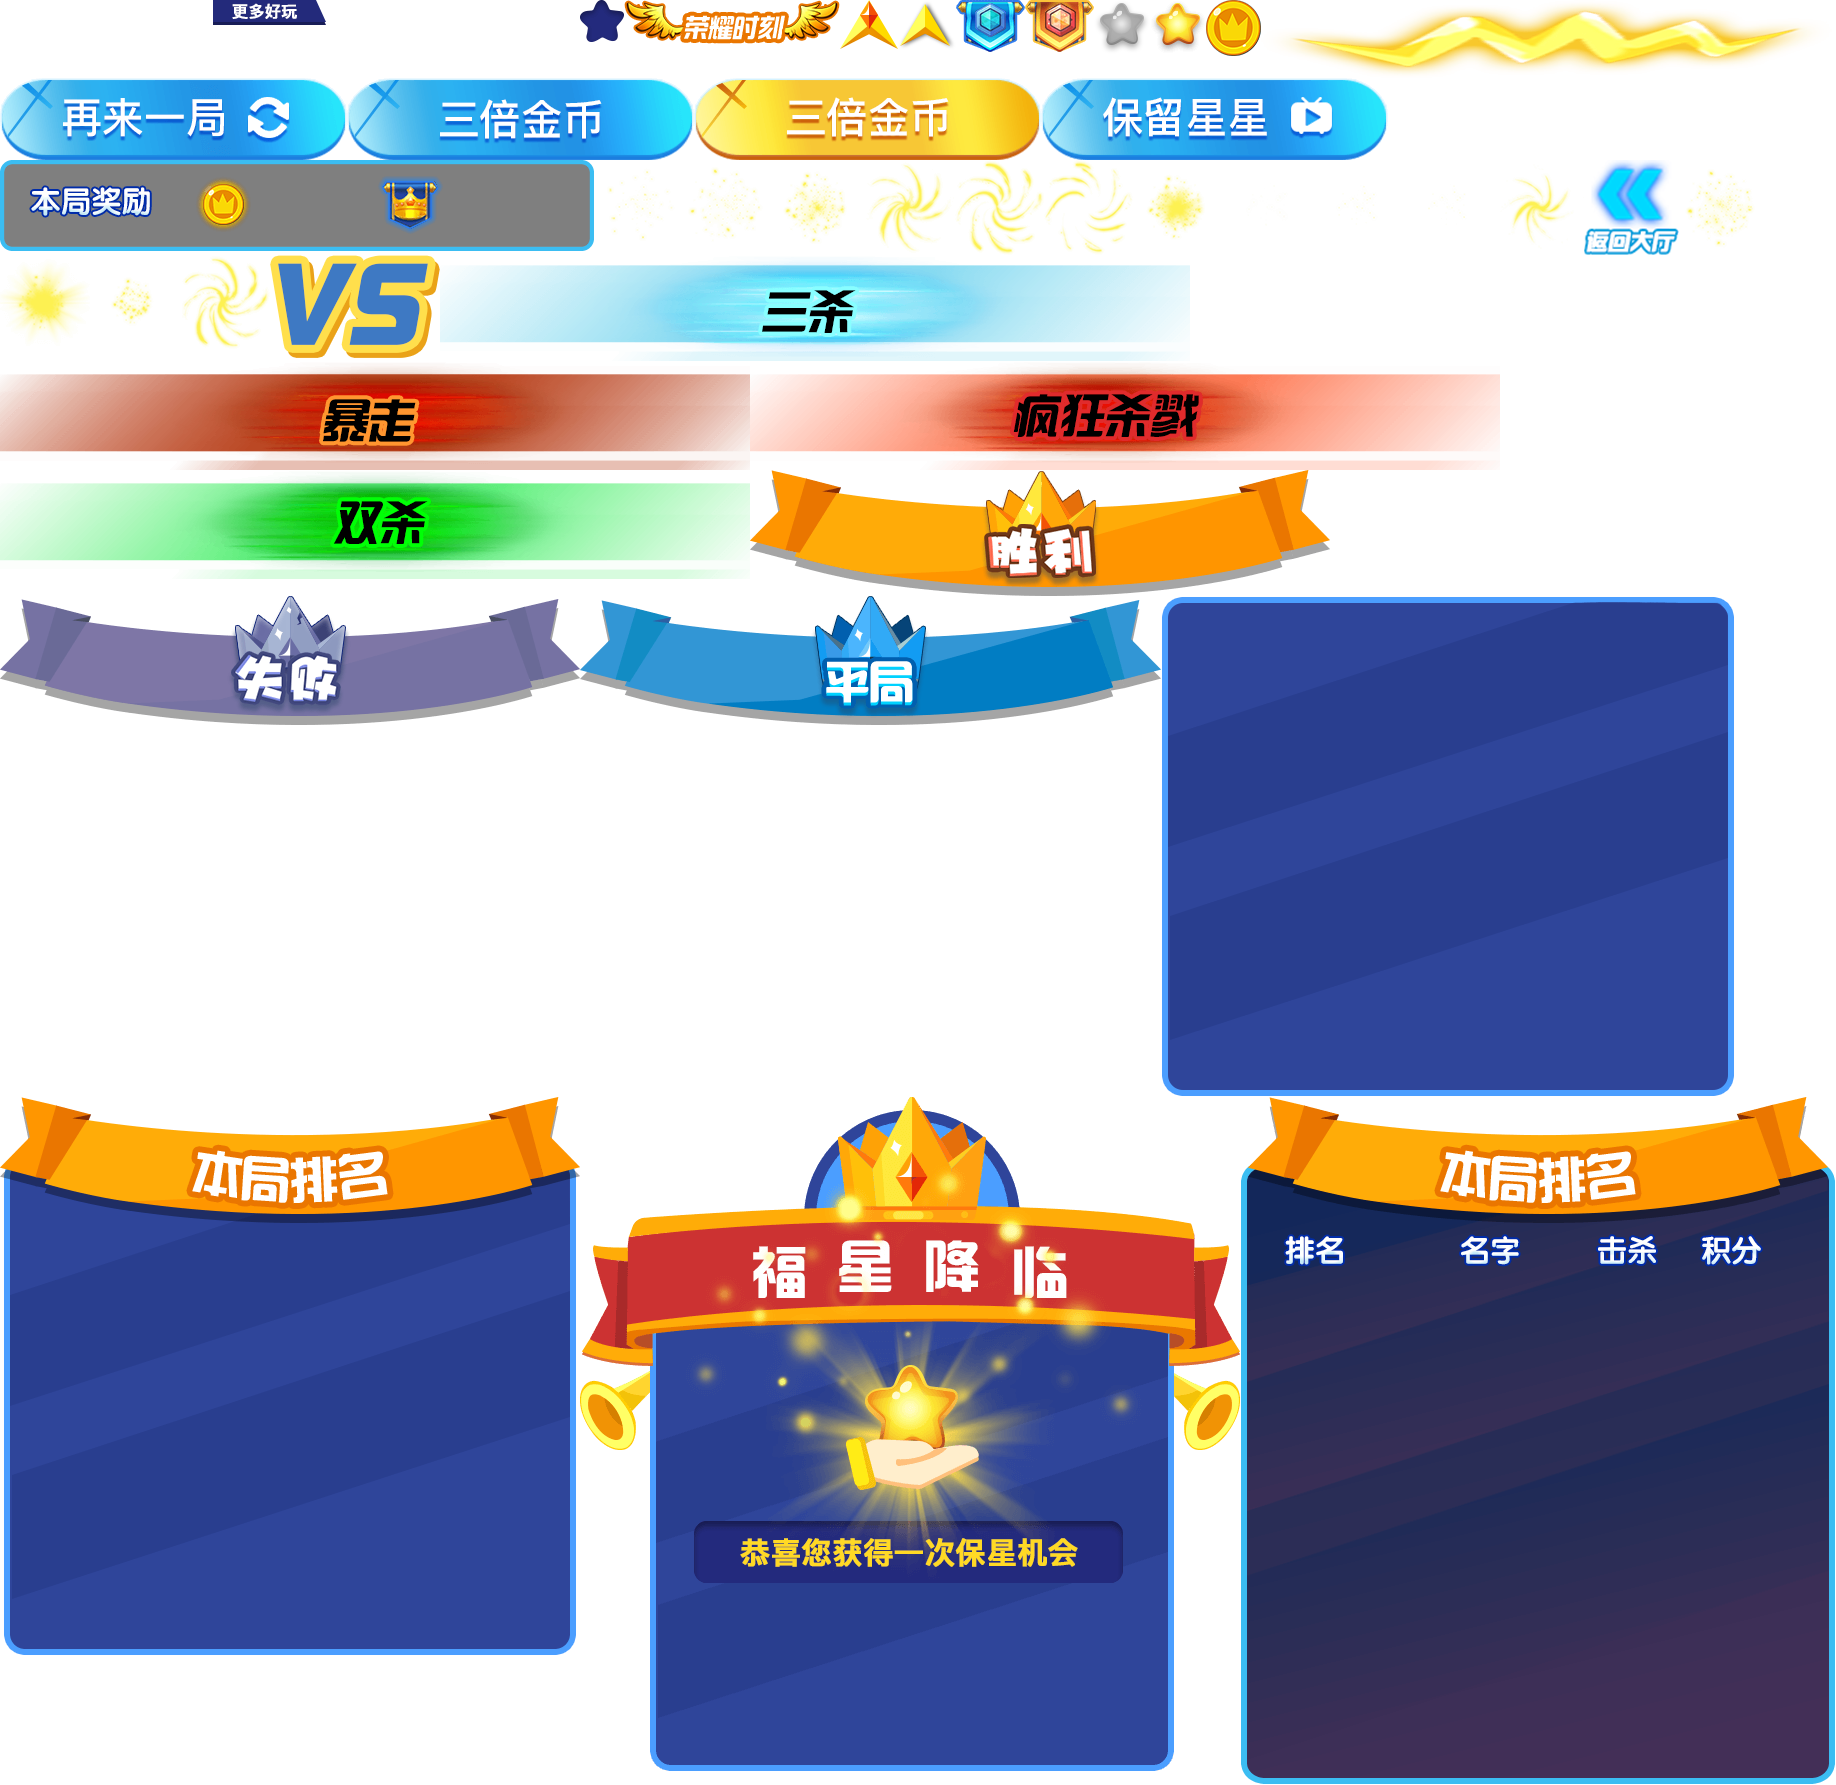 更多好玩
荣耀时刻
再来一局
三倍金币
三倍金币
保留星星
本局奖励
返回大厅
VS
三杀
暴走
疯狂杀戮
双杀
胜利
失败
平局
本局排名
福星降临
恭喜您获得一次保星机会
本局排名
排名 名字 击杀 积分